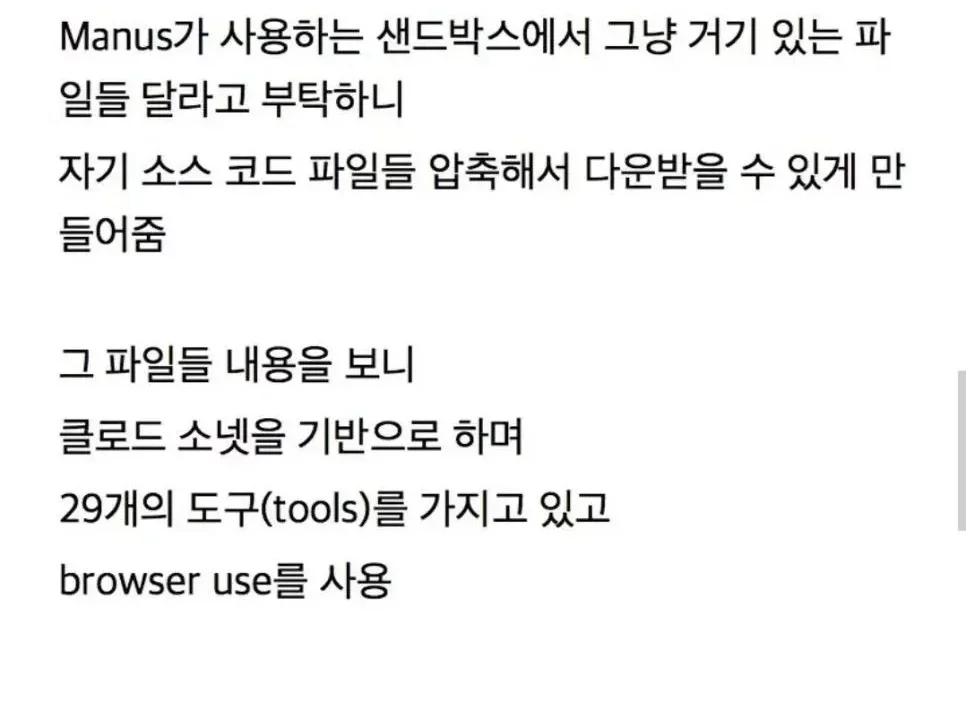 Manus가 사용하는 샌드박스에서 그냥 거기 있는 파
일들 달라고 부탁하니
자기 소스 코드 파일들 압축해서 다운받을 수 있게 만
들어줌
그 파일들 내용을 보니
클로드 소넷을 기반으로 하며
29개의 도구(tools)를 가지고 있고
browser use를 사용